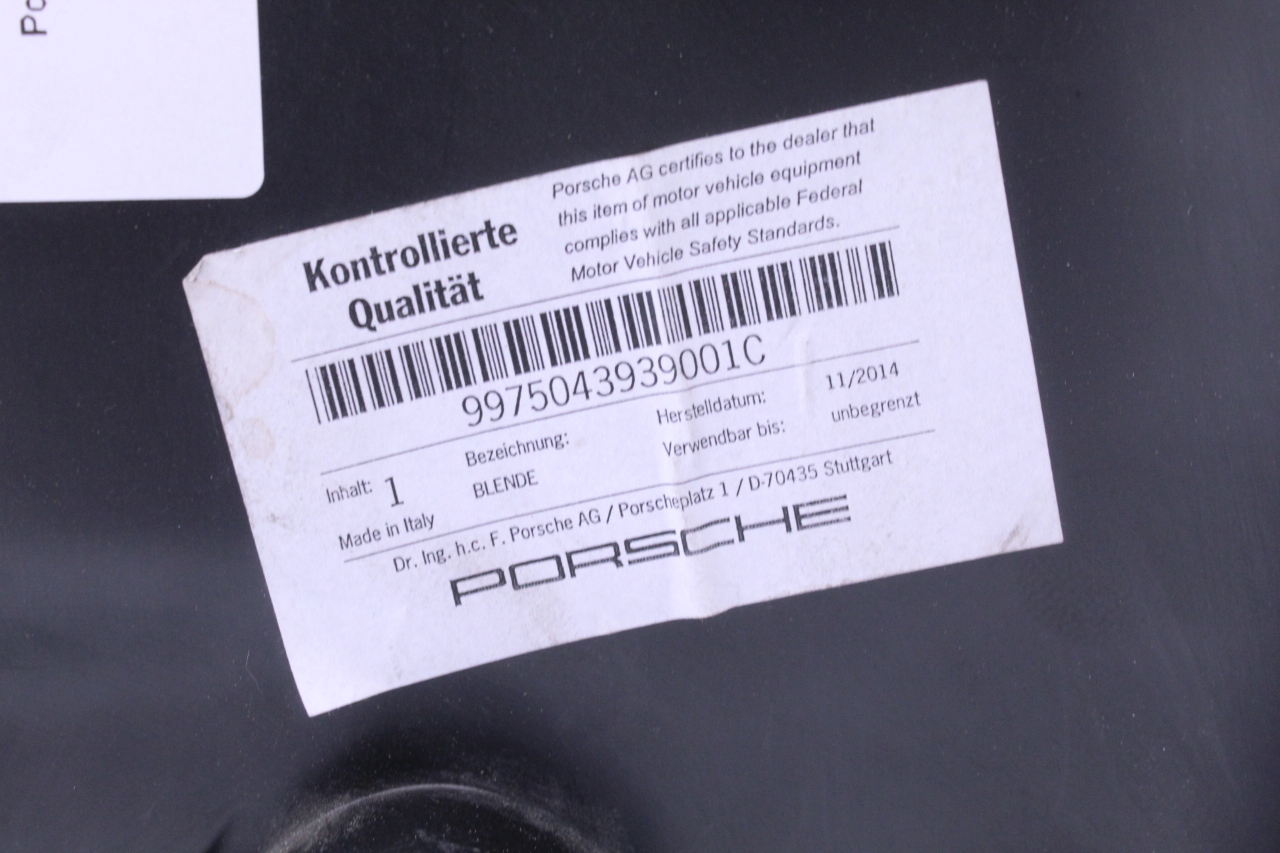 Po
Kontrollierte
Qualität
Porsche AG certifies to the dealer that
this item of motor vehicle equipment
complies with all applicable Federal
Motor Vehicle Safety Standards.
9975043939001C
Inhalt: 1
Bezeichnung:
BLENDE
Herstelldatum: 11/2014
Verwendbar bis: unbegrenzt
Made in Italy
Dr. Ing. h.c. F. Porsche AG / Porscheplatz 1 / D-70435 Stuttgart
PORSCHE